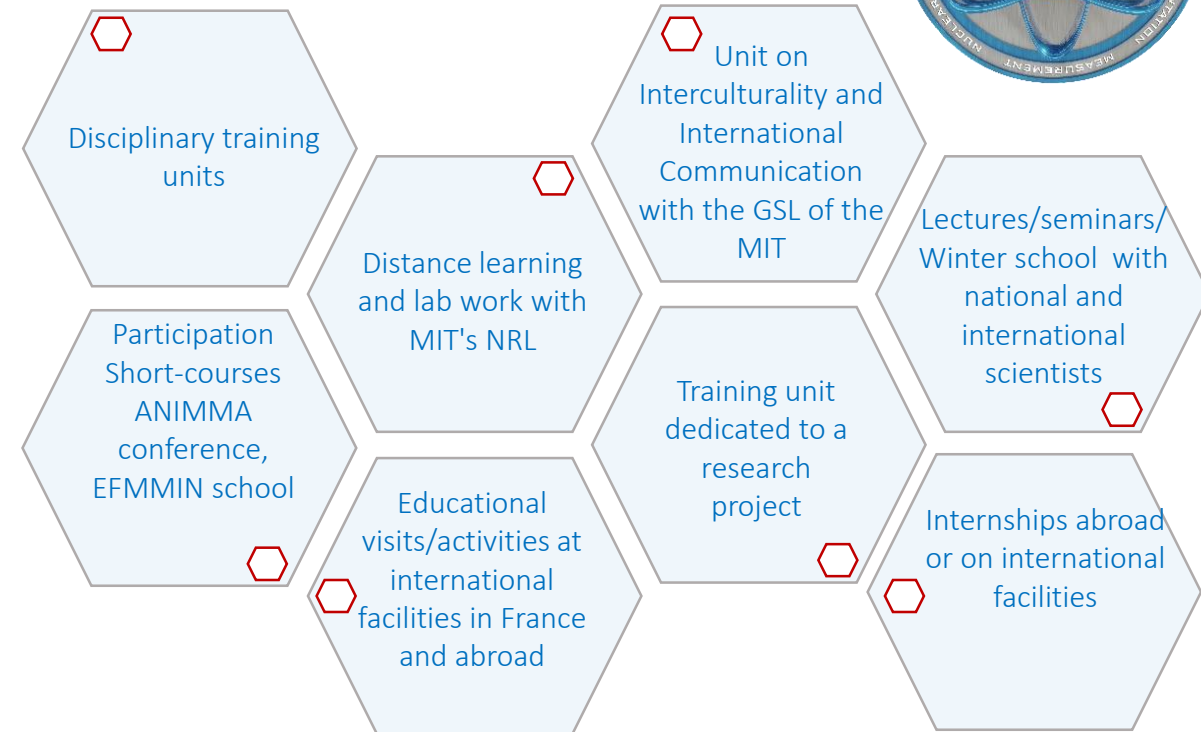 Disciplinary training
units
Unit on
Interculturality and
International
Communication
with the GSL of the
MIT
Distance learning
and lab work with
MIT's NRL
Lectures/seminars/
Winter school with
national and
international
scientists
Participation
Short-courses
ANIMMA
conference,
EFMMIN school
Training unit
dedicated to a
research
project
Educational
visits/activities at
international
facilities in France
and abroad
Internships abroad
or on international
facilities
MEASUREMENT
NUCLEAR